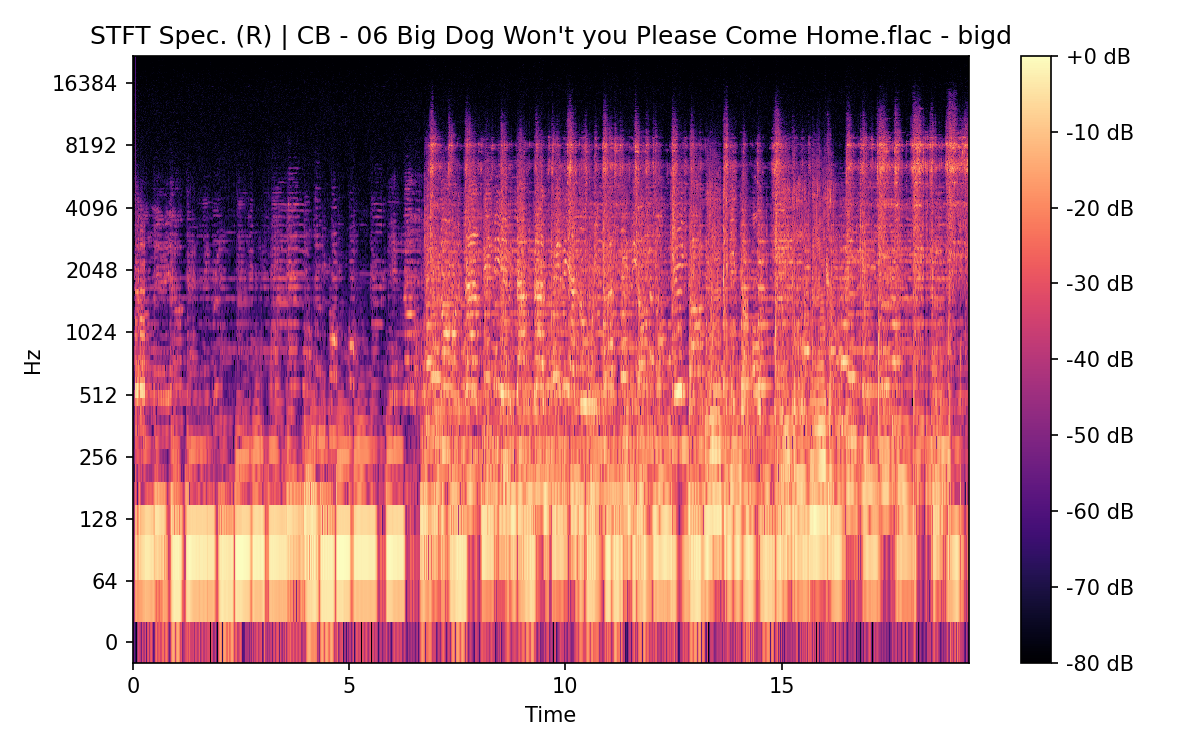 STFT Spec. (R) | CB - 06 Big Dog Won't you Please Come Home.flac - bigd
Hz
16384
8192
4096
2048
1024
512
256
128
64
0
0 5 10 15
Time
+0 dB
-10 dB
-20 dB
-30 dB
-40 dB
-50 dB
-60 dB
-70 dB
-80 dB